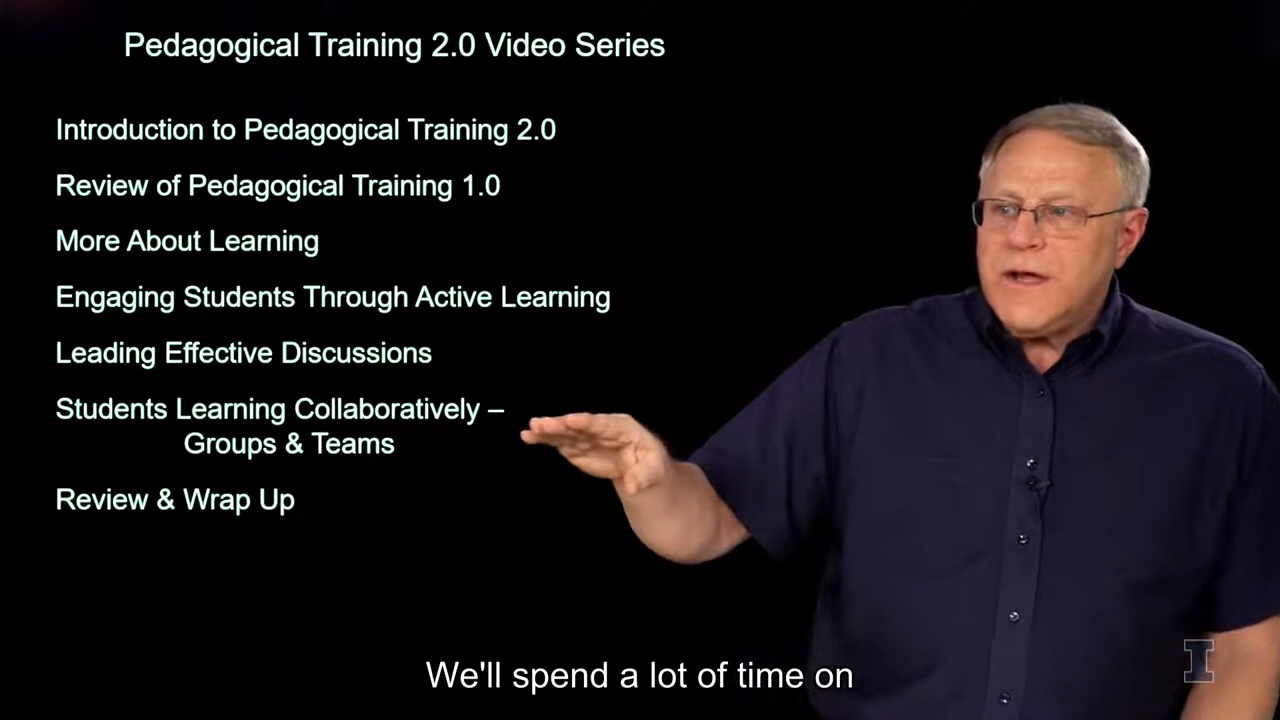 Pedagogical Training 2.0 Video Series
Introduction to Pedagogical Training 2.0
Review of Pedagogical Training 1.0
More About Learning
Engaging Students Through Active Learning
Leading Effective Discussions
Students Learning Collaboratively –
Groups & Teams
Review & Wrap Up
We'll spend a lot of time on
I